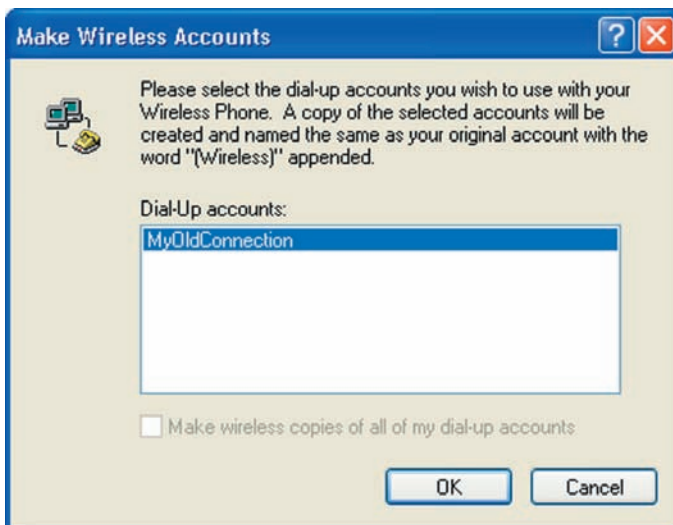 Make Wireless Accounts
Please select the dial-up accounts you wish to use with your
Wireless Phone. A copy of the selected accounts will be
created and named the same as your original account with the
word "(Wireless)" appended.
Dial-Up accounts:
MyOldConnection
Make wireless copies of all of my dial-up accounts
OK Cancel